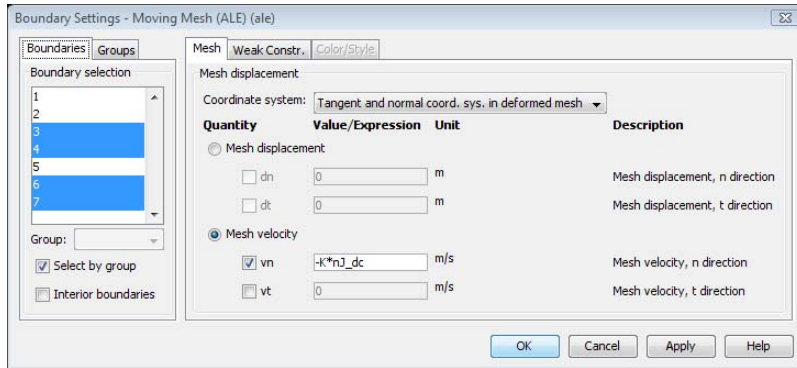 Boundary Settings - Moving Mesh (ALE) (ale)
Boundaries Groups
Boundary selection
1
2
3
4
5
6
7
Group:
Select by group
Interior boundaries
Mesh Weak Constr. Color/Style
Mesh displacement
Coordinate system: Tangent and normal coord. sys. in deformed mesh
Quantity Value/Expression Unit Description
Mesh displacement
dn 0 m Mesh displacement, n direction
dt 0 m Mesh displacement, t direction
Mesh velocity
vn -K*nJ_dc m/s Mesh velocity, n direction
vt 0 m/s Mesh velocity, t direction
OK Cancel Apply Help